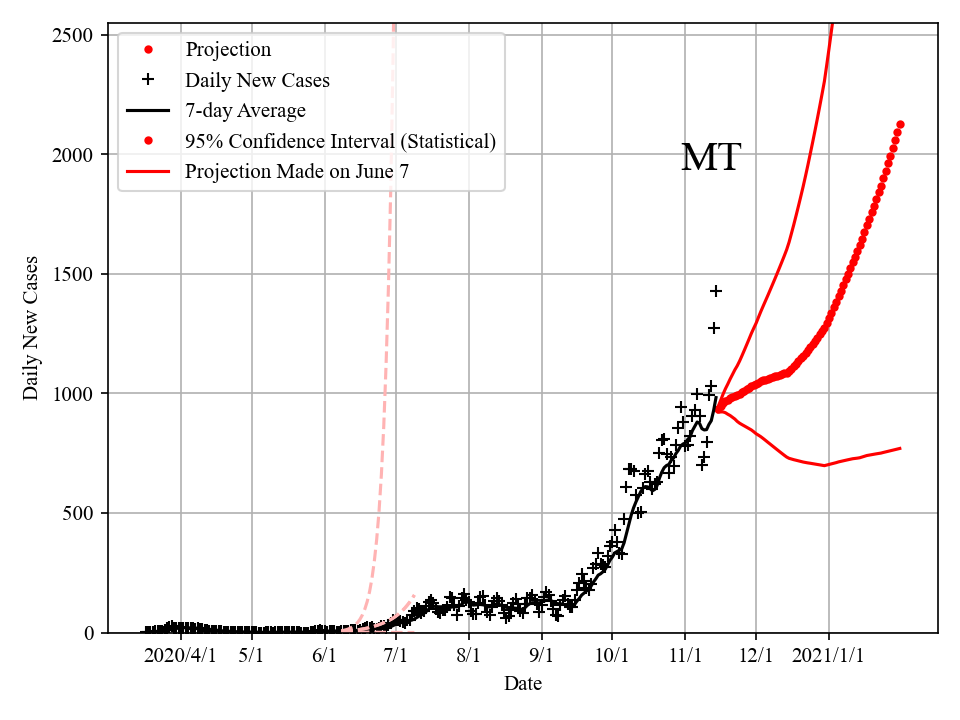 2500
2000
1500
1000
500
0
Daily New Cases
Projection
Daily New Cases
7-day Average
95% Confidence Interval (Statistical)
Projection Made on June 7
MT
2020/4/1 5/1 6/1 7/1 8/1 9/1 10/1 11/1 12/1 2021/1/1
Date